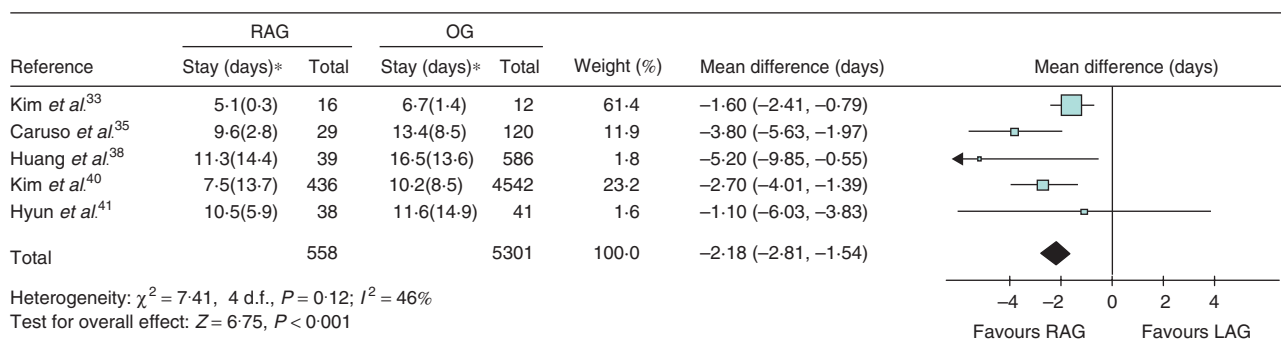 RAG OG
Reference Stay (days)* Total Stay (days)* Total Weight (%) Mean difference (days) Mean difference (days)
Kim et al.33 5·1(0·3) 16 6·7(1·4) 12 61·4 –1·60 (–2·41, –0·79)
Caruso et al.35 9·6(2·8) 29 13·4(8·5) 120 11·9 –3·80 (–5·63, –1·97)
Huang et al.38 11·3(14·4) 39 16·5(13·6) 586 1·8 –5·20 (–9·85, –0·55)
Kim et al.40 7·5(13·7) 436 10·2(8·5) 4542 23·2 –2·70 (–4·01, –1·39)
Hyun et al.41 10·5(5·9) 38 11·6(14·9) 41 1·6 –1·10 (–6·03, –3·83)
Total 558 5301 100·0 –2·18 (–2·81, –1·54)
Heterogeneity: χ2 = 7·41, 4 d.f., P = 0·12; I2 = 46%
Test for overall effect: Z = 6·75, P < 0·001
–4 –2 0 2 4
Favours RAG Favours LAG